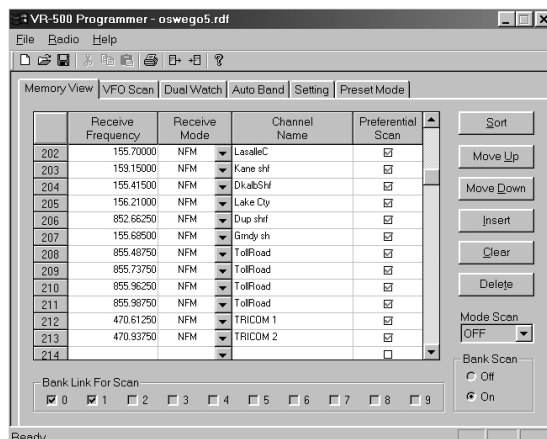 VR-500 Programmer - oswego5.rdf
File Radio Help
Memory View VFO Scan Dual Watch Auto Band Setting Preset Mode
Receive Frequency Receive Mode Channel Name Preferential Scan
202 155.70000 NFM LasalleC
203 159.15000 NFM Kane shf
204 155.41500 NFM DkalbShf
205 156.21000 NFM Lake Cty
206 852.66250 NFM Dup shrf
207 155.68500 NFM Grndy sh
208 855.48750 NFM TollRoad
209 855.73750 NFM TollRoad
210 855.96250 NFM TollRoad
211 855.98750 NFM TollRoad
212 470.61250 NFM TRICOM 1
213 470.93750 NFM TRICOM 2
214
Sort
Move Up
Move Down
Insert
Clear
Delete
Mode Scan
OFF
Bank Scan
Off
On
Bank Link For Scan
0 1 2 3 4 5 6 7 8 9
Ready